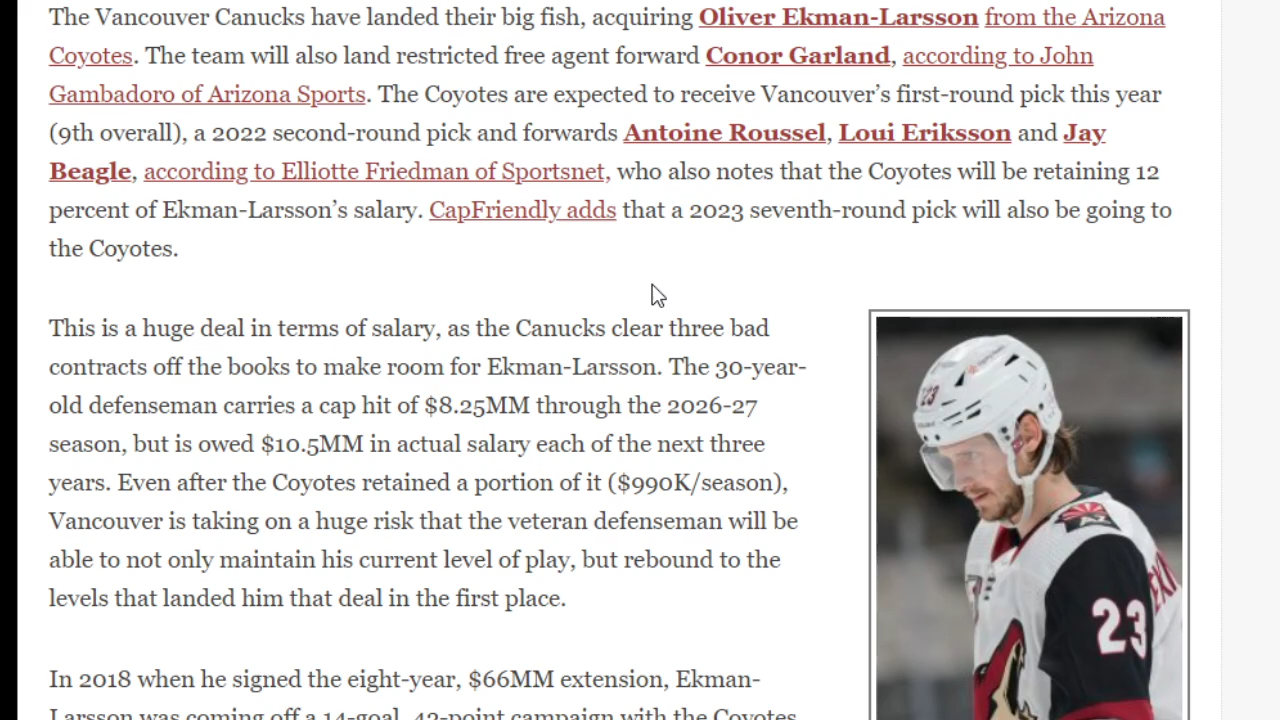 The Vancouver Canucks have landed their big fish, acquiring Oliver Ekman-Larsson from the Arizona
Coyotes. The team will also land restricted free agent forward Conor Garland, according to John
Gambadoro of Arizona Sports. The Coyotes are expected to receive Vancouver’s first-round pick this year
(9th overall), a 2022 second-round pick and forwards Antoine Roussel, Loui Eriksson and Jay
Beagle, according to Elliotte Friedman of Sportsnet, who also notes that the Coyotes will be retaining 12
percent of Ekman-Larsson’s salary. CapFriendly adds that a 2023 seventh-round pick will also be going to
the Coyotes.
This is a huge deal in terms of salary, as the Canucks clear three bad
contracts off the books to make room for Ekman-Larsson. The 30-year-
old defenseman carries a cap hit of $8.25MM through the 2026-27
season, but is owed $10.5MM in actual salary each of the next three
years. Even after the Coyotes retained a portion of it ($990K/season),
Vancouver is taking on a huge risk that the veteran defenseman will be
able to not only maintain his current level of play, but rebound to the
levels that landed him that deal in the first place.
In 2018 when he signed the eight-year, $66MM extension, Ekman-
Larsson was coming off a 14-goal, 42-point campaign with the Coyotes
23
23